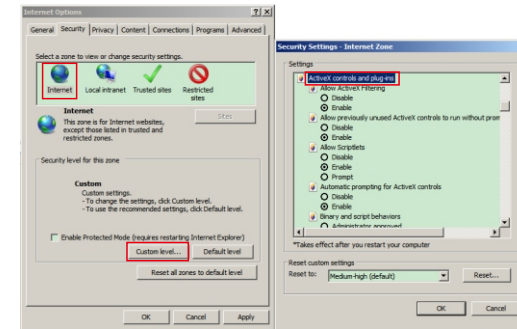 Internet Options
General Security Privacy Content Connections Programs Advanced
Select a zone to view or change security settings.
Internet Local intranet Trusted sites Restricted
sites
Internet
This zone is for Internet websites,
except those listed in trusted and
restricted zones.
Sites
Security level for this zone
Custom
Custom settings.
- To change the settings, click Custom level.
- To use the recommended settings, click Default level.
Enable Protected Mode (requires restarting Internet Explorer)
Custom level... Default level
Reset all zones to default level
OK Cancel Apply
Security Settings - Internet Zone
Settings
ActiveX controls and plug-ins
Allow ActiveX Filtering
Disable
Enable
Allow previously unused ActiveX controls to run without prom
Disable
Enable
Allow Scriptlets
Disable
Enable
Prompt
Automatic prompting for ActiveX controls
Disable
Enable
Binary and script behaviors
Administrator approved
*Takes effect after you restart your computer
Reset custom settings
Reset to: Medium-high (default) Reset...
OK Cancel